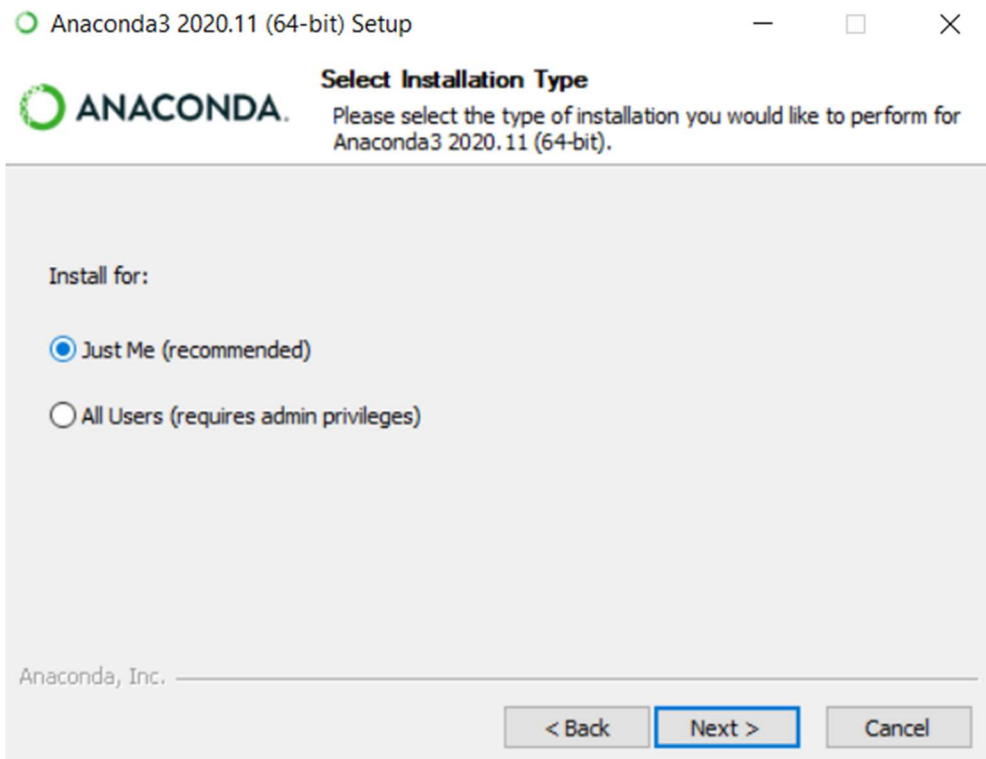 Anaconda3 2020.11 (64-bit) Setup
ANACONDA.
Select Installation Type
Please select the type of installation you would like to perform for
Anaconda3 2020.11 (64-bit).
Install for:
Just Me (recommended)
All Users (requires admin privileges)
Anaconda, Inc.
< Back
Next >
Cancel